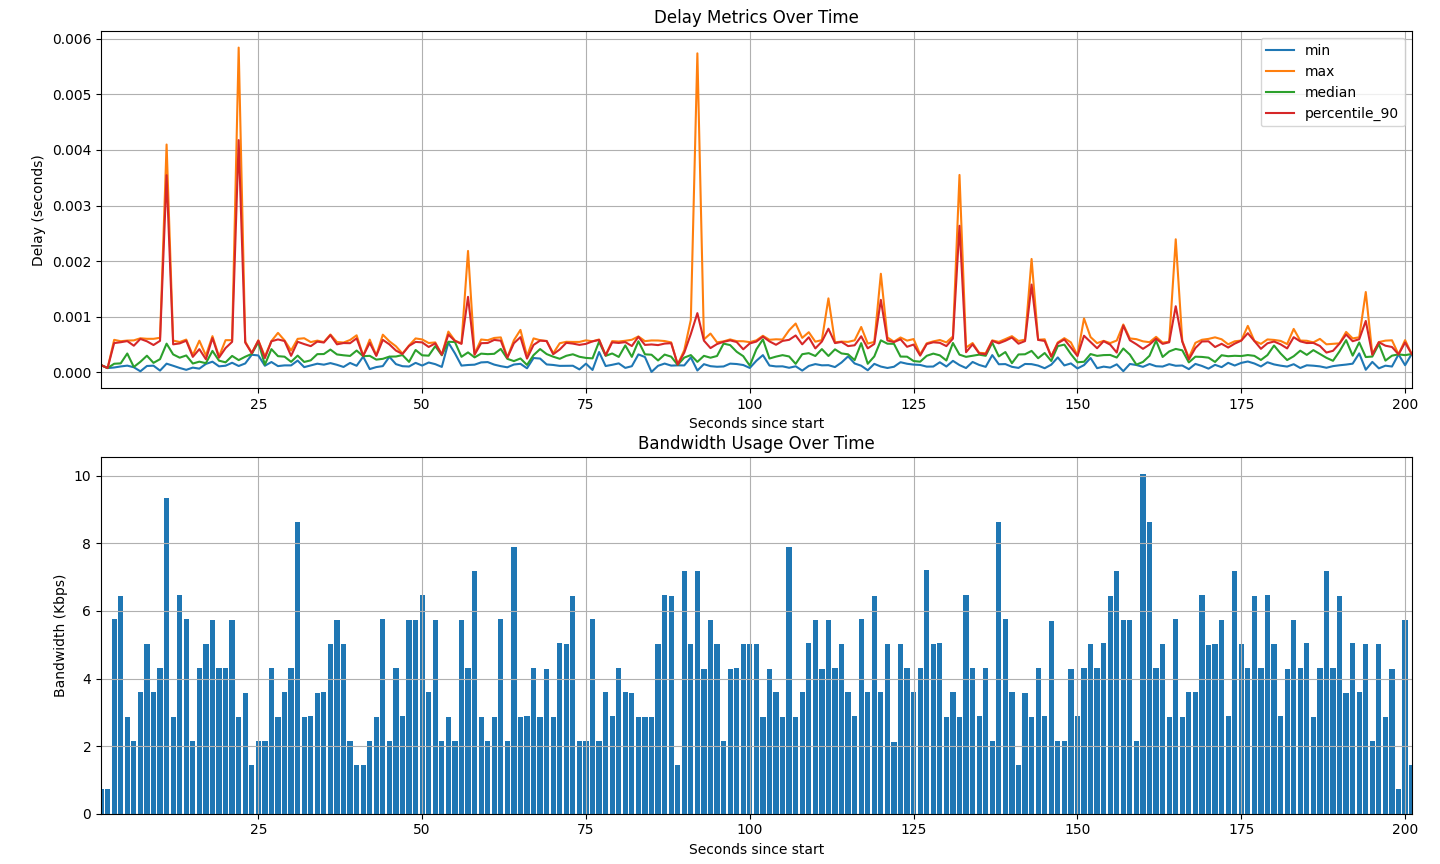 Delay Metrics Over Time
Delay (seconds)
0.006
0.005
0.004
0.003
0.002
0.001
0.000
min
max
median
percentile_90
25 50 75 100 125 150 175 200
Seconds since start
Bandwidth Usage Over Time
Bandwidth (Kbps)
10
8
6
4
2
0
25 50 75 100 125 150 175 200
Seconds since start